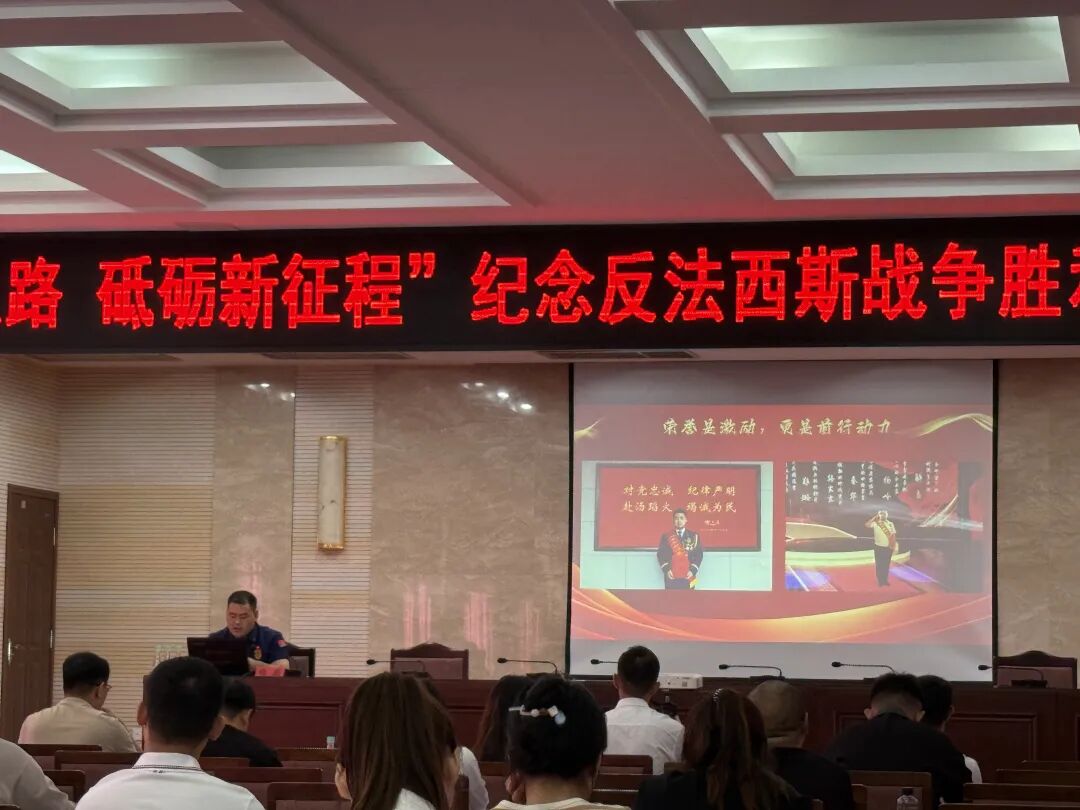 路 砥砺新征程”纪念反法西斯战争胜
荣誉是激励，更是前行动力
对党忠诚 纪律严明
赴汤蹈火 竭诚为民